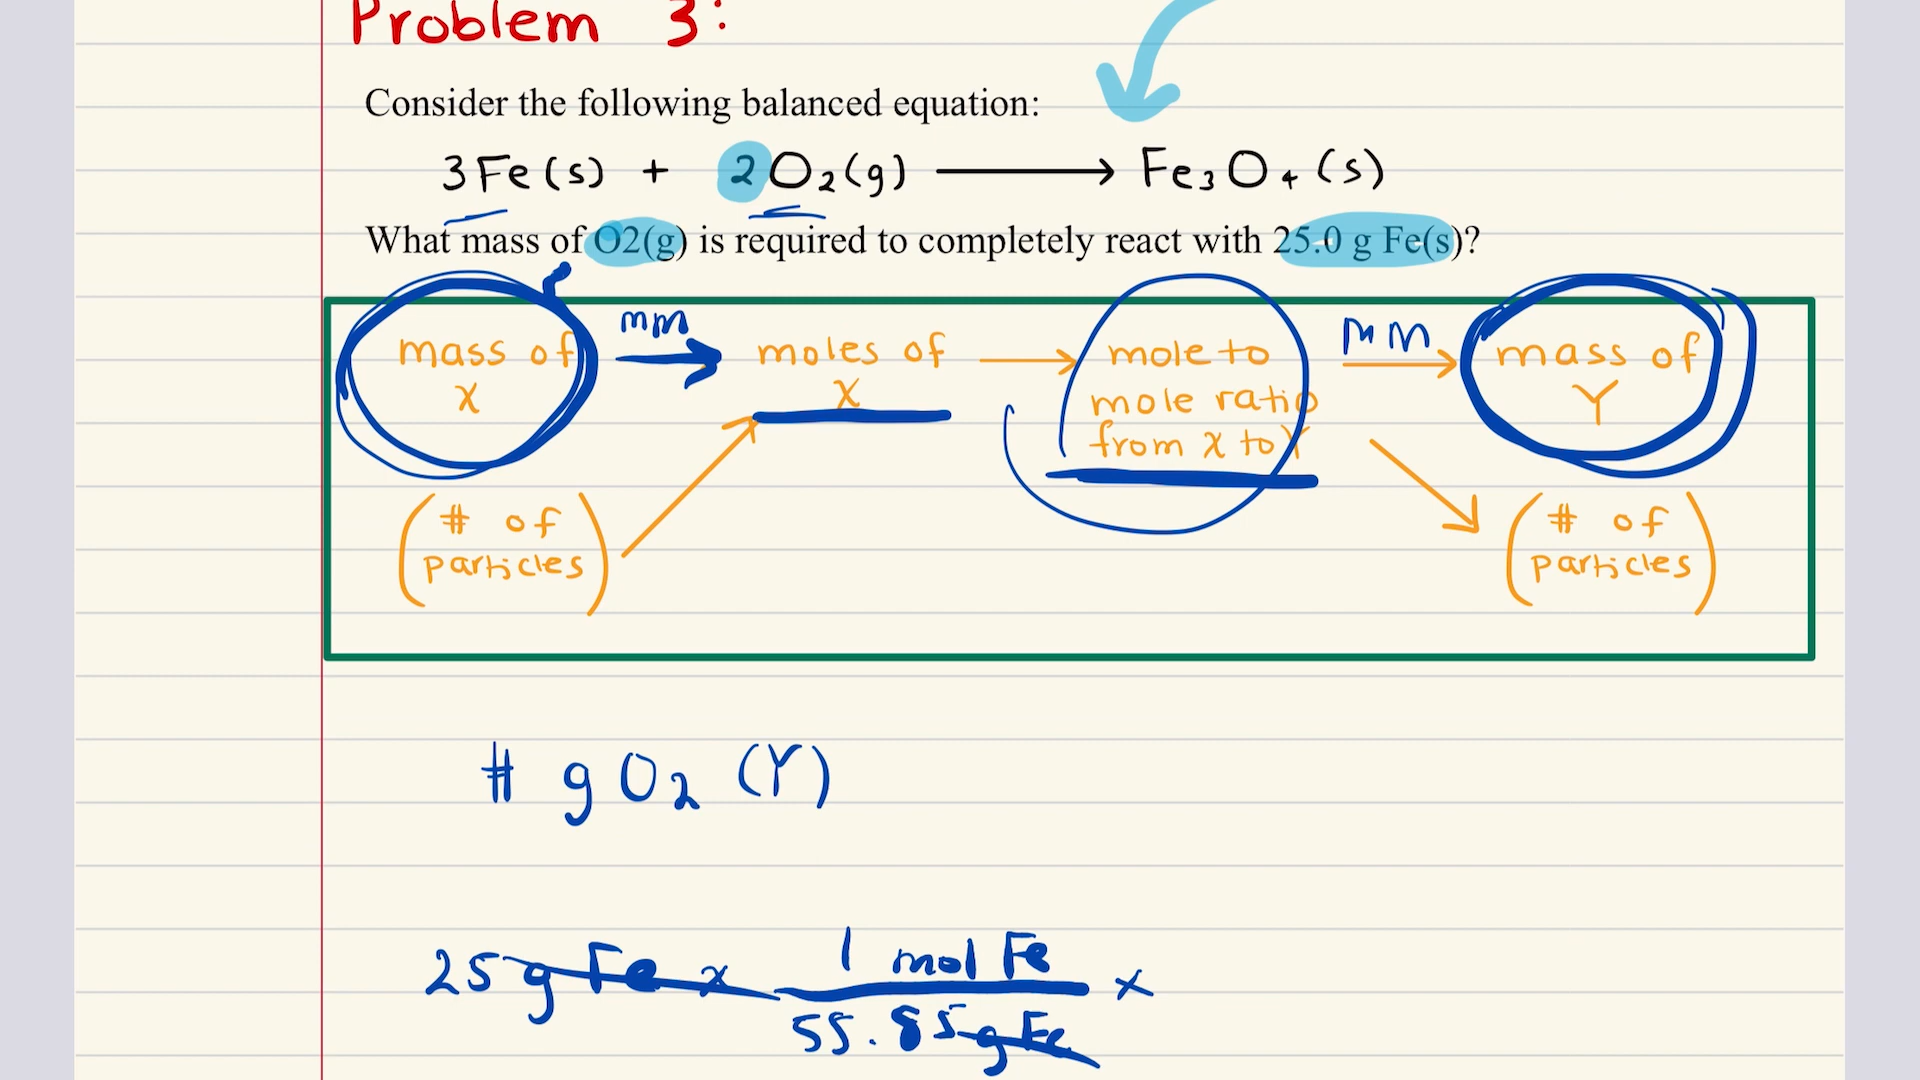 Problem 3:
Consider the following balanced equation:
3Fe(s) + 2O₂(g) ⟶ Fe₃O₄(s)
What mass of O2(g) is required to completely react with 25.0 g Fe(s)?
mass of X
mm
moles of X
mole to mole ratio from X to Y
MM
mass of Y
(# of particles)
(# of particles)
# g O₂ (Y)
25 g Fe x 1 mol Fe x
55.85 g Fe